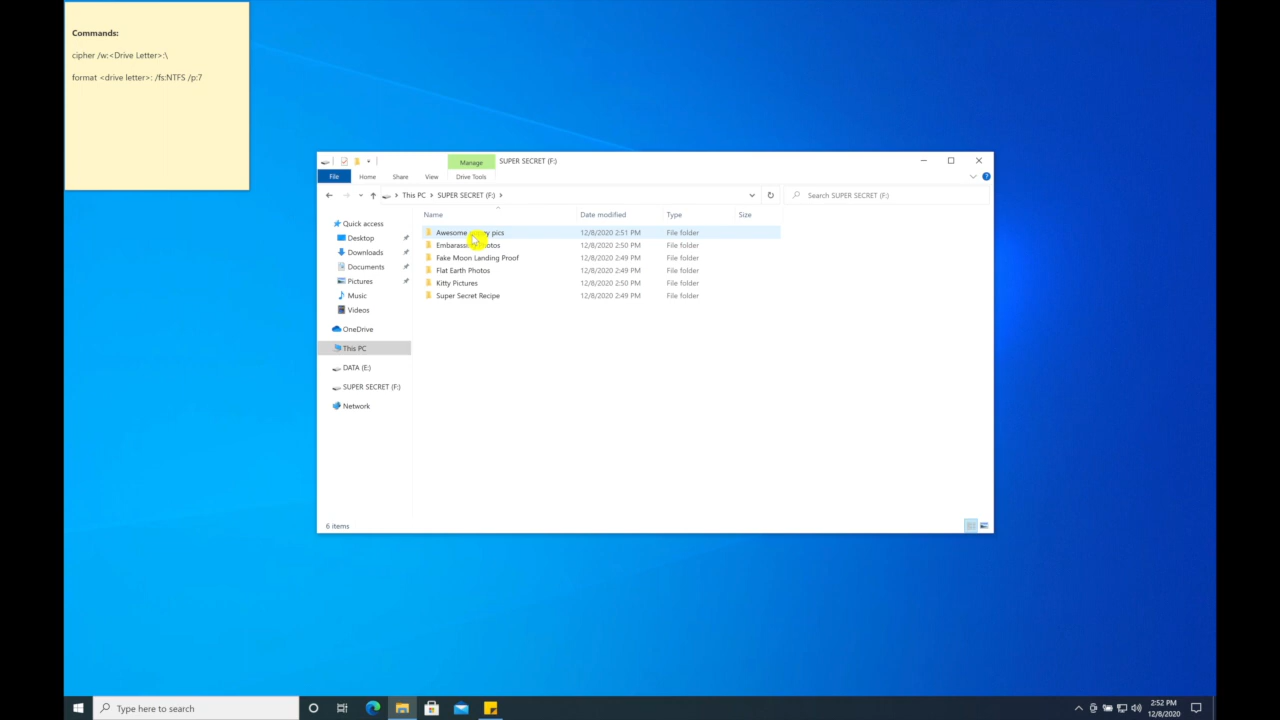 Commands:
cipher /w:<Drive Letter>:\
format <drive letter>: /fs:NTFS /p:7
Manage
SUPER SECRET (F:)
File
Home
Share
View
Drive Tools
This PC > SUPER SECRET (F:) >
Search SUPER SECRET (F:)
Name
Date modified
Type
Size
Quick access
Desktop
Downloads
Documents
Pictures
Music
Videos
OneDrive
This PC
DATA (E:)
SUPER SECRET (F:)
Network
Awesome pics 12/8/2020 2:51 PM File folder
12/8/2020 2:50 PM File folder
Fake Moon Landing Proof 12/8/2020 2:49 PM File folder
Flat Earth Photos 12/8/2020 2:49 PM File folder
Kitty Pictures 12/8/2020 2:50 PM File folder
Super Secret Recipe 12/8/2020 2:49 PM File folder
6 items
Type here to search
2:52 PM
12/8/2020